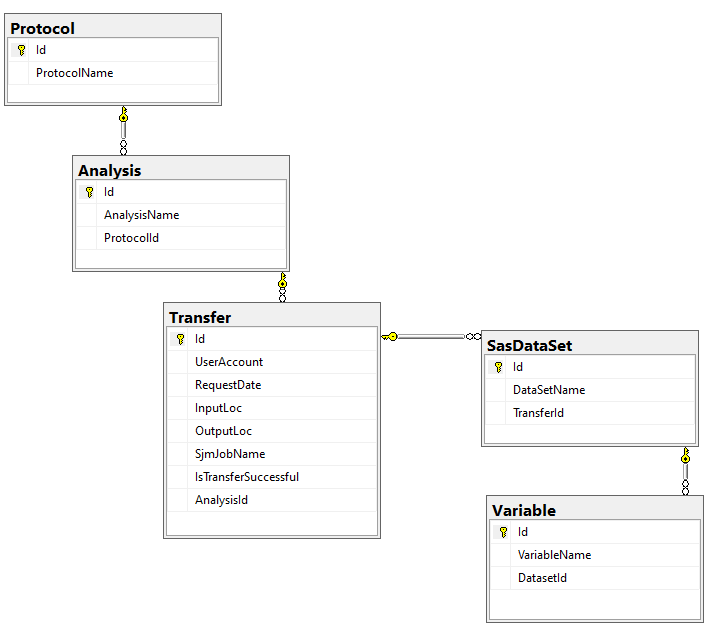 Protocol
Id
ProtocolName
Analysis
Id
AnalysisName
ProtocolId
Transfer
Id
UserAccount
RequestDate
InputLoc
OutputLoc
SjmJobName
IsTransferSuccessful
AnalysisId
SasDataSet
Id
DataSetName
TransferId
Variable
Id
VariableName
DatasetId